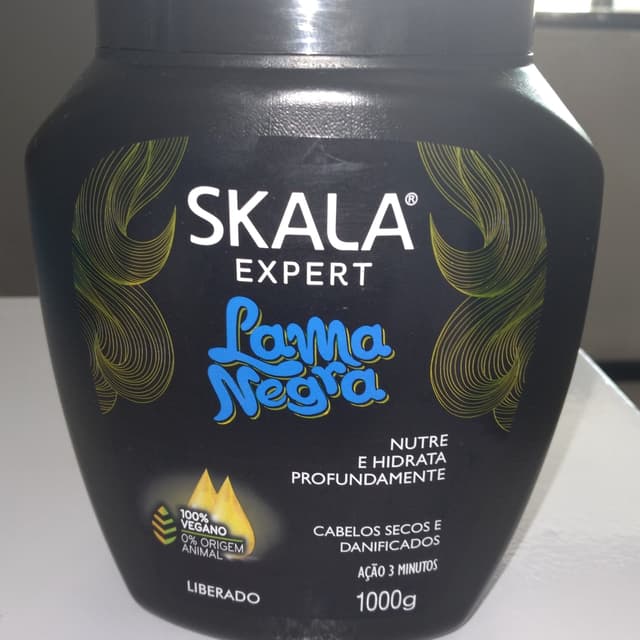 SKALA®
EXPERT
Lama
Negra
NUTRE
E HIDRATA
PROFUNDAMENTE
100%
VEGANO
0% ORIGEM
ANIMAL
CABELOS SECOS E
DANIFICADOS
AÇÃO 3 MINUTOS
LIBERADO
1000g